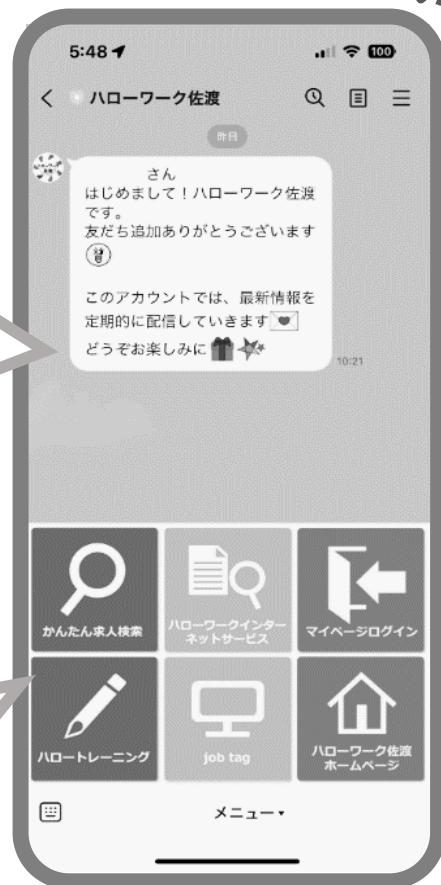 5:48
100
ハローワーク佐渡
昨日
さん
はじめまして！ハローワーク佐渡
です。
友だち追加ありがとうございます
このアカウントでは、最新情報を
定期的に配信していきます
どうぞお楽しみに
10:21
かんたん求人検索
ハローワークインター
ネットサービス
マイページログイン
ハロートレーニング
job tag
ハローワーク佐渡
ホームページ
メニュー▾